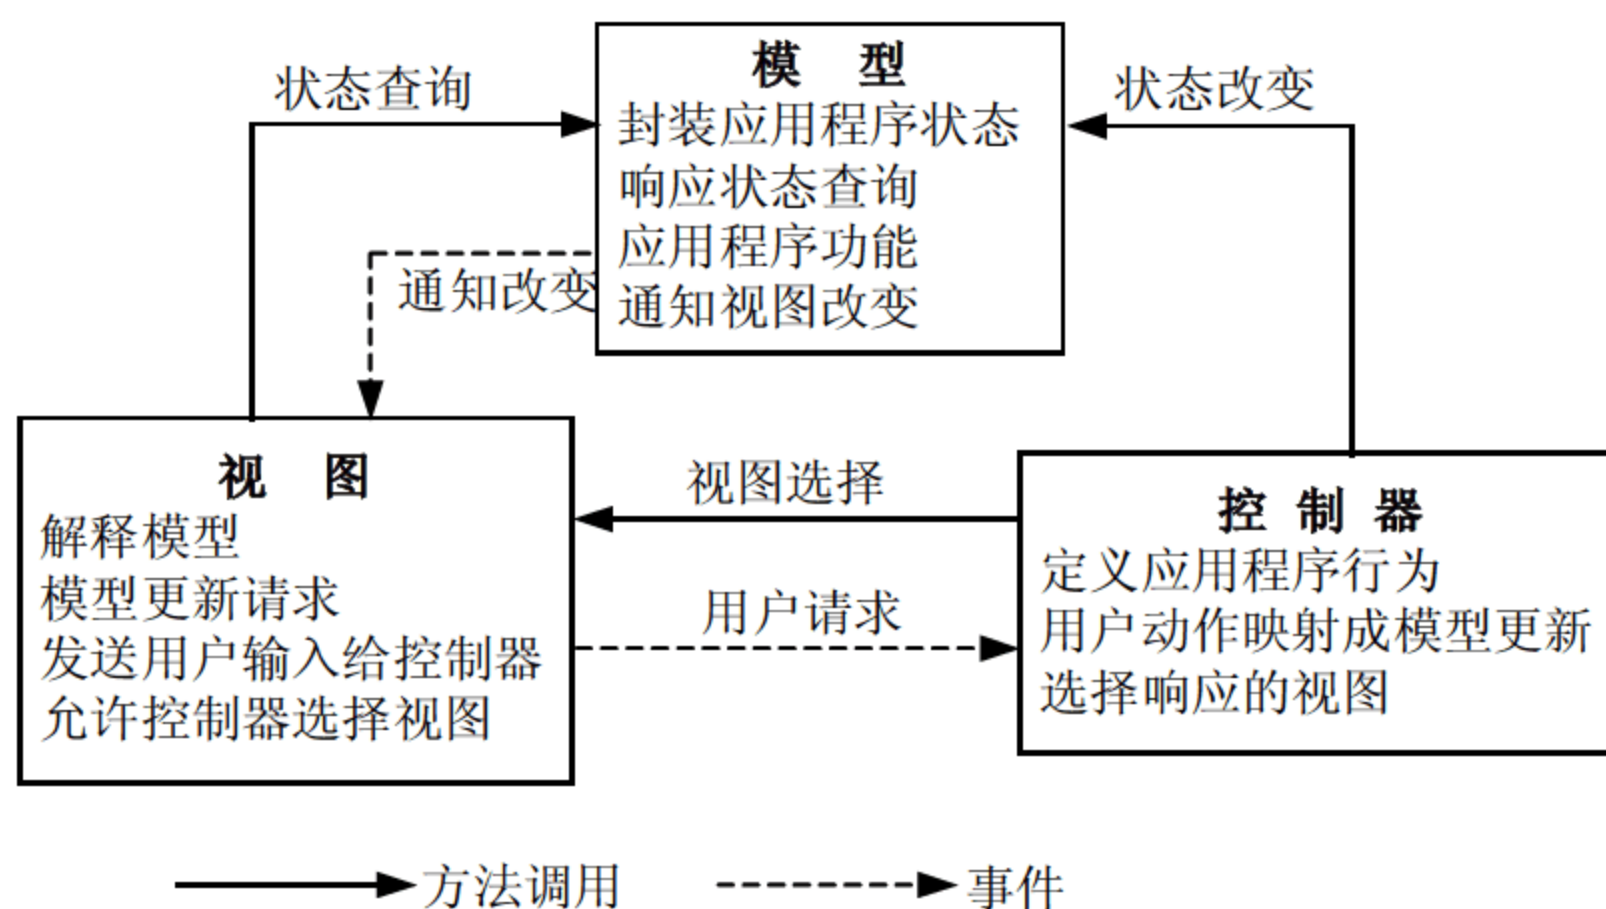 模 型
封装应用程序状态
响应状态查询
应用程序功能
通知视图改变
状态查询
状态改变
通知改变
视 图
解释模型
模型更新请求
发送用户输入给控制器
允许控制器选择视图
视图选择
用户请求
控 制 器
定义应用程序行为
用户动作映射成模型更新
选择响应的视图
方法调用
事件